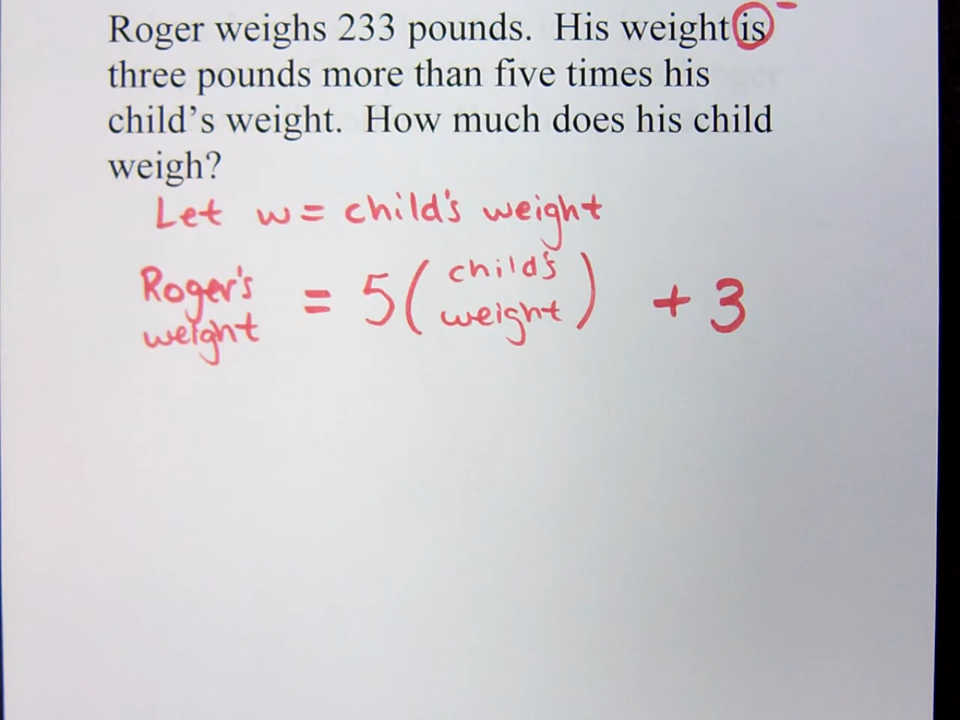 Roger weighs 233 pounds. His weight is
three pounds more than five times his
child's weight. How much does his child
weigh?
Let w = child's weight
Roger's weight = 5 ( child's weight ) + 3